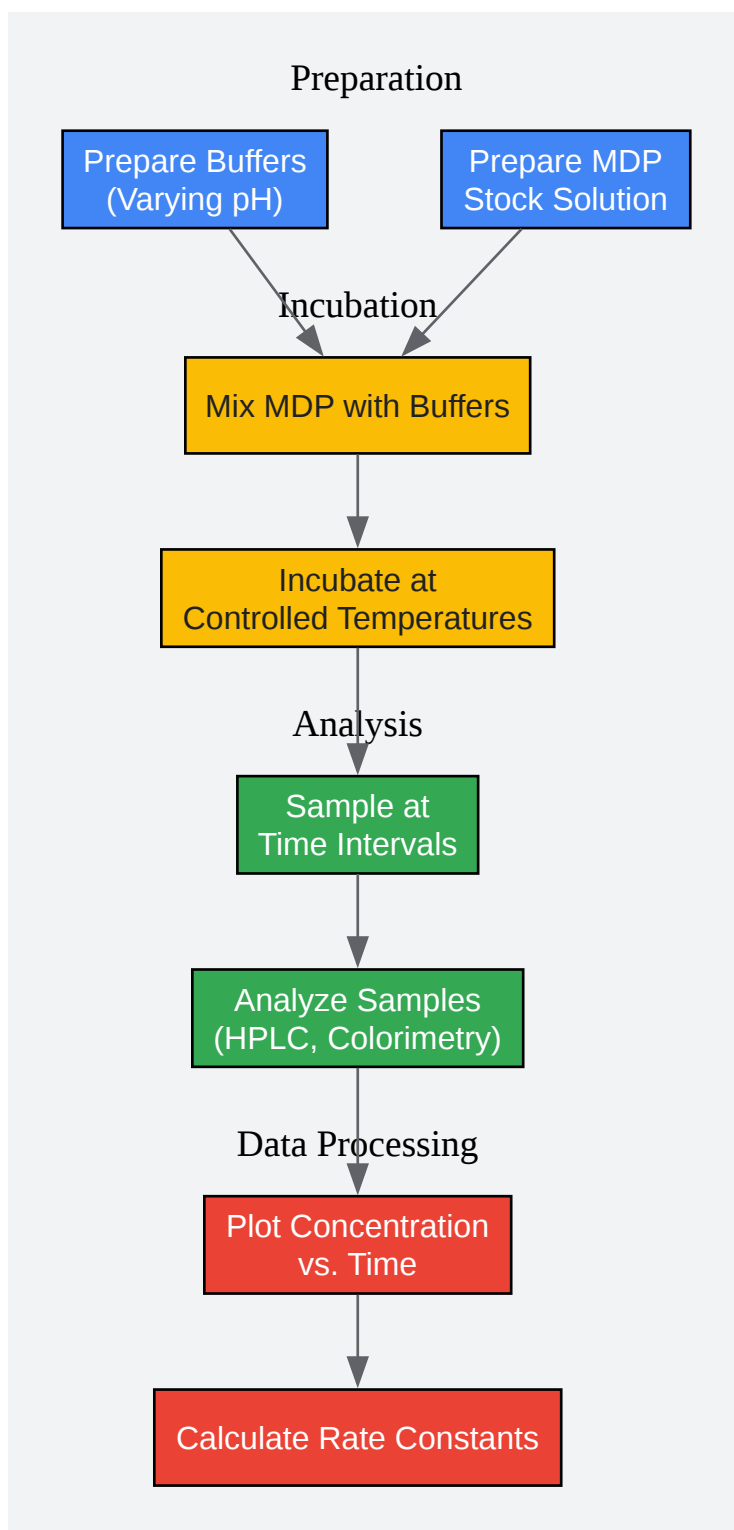 Preparation
Prepare Buffers
(Varying pH)
Prepare MDP
Stock Solution
Incubation
Mix MDP with Buffers
Incubate at
Controlled Temperatures
Analysis
Sample at
Time Intervals
Analyze Samples
(HPLC, Colorimetry)
Data Processing
Plot Concentration
vs. Time
Calculate Rate Constants